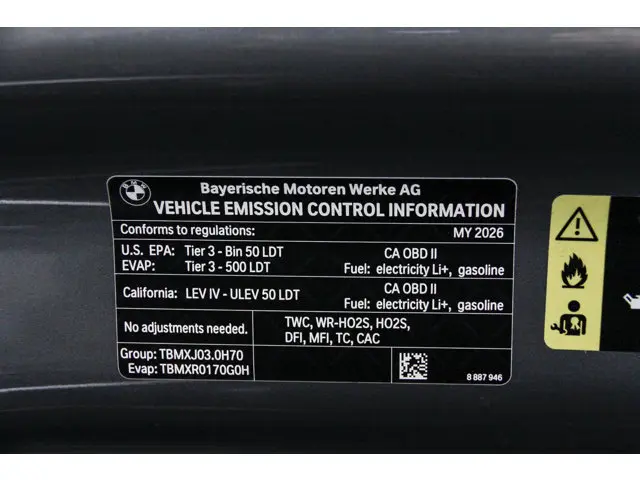 BMW
Bayerische Motoren Werke AG
VEHICLE EMISSION CONTROL INFORMATION
Conforms to regulations: MY 2026
U.S. EPA: Tier 3 - Bin 50 LDT CA OBD II
EVAP: Tier 3 - 500 LDT Fuel: electricity Li+, gasoline
California: LEV IV - ULEV 50 LDT CA OBD II
Fuel: electricity Li+, gasoline
No adjustments needed. TWC, WR-HO2S, HO2S,
DFI, MFI, TC, CAC
Group: TBMXJ03.0H70
Evap: TBMXR0170G0H
8 887 946